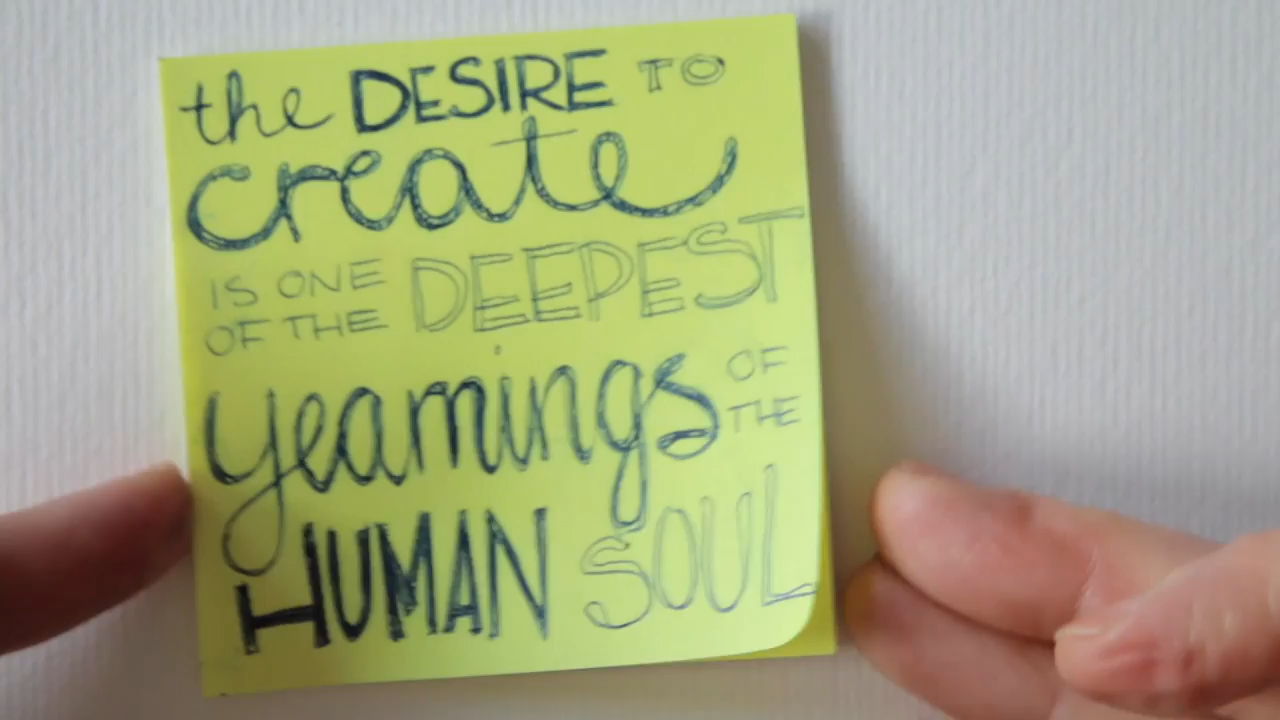 the DESIRE TO
create
IS ONE
OF THE DEEPEST
yearnings OF
THE
HUMAN SOUL